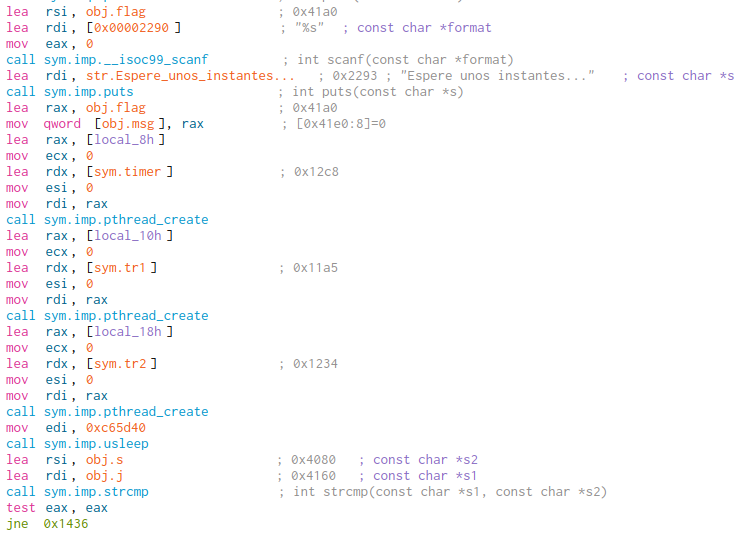 lea rsi, obj.flag ; 0x41a0
lea rdi, [0x00002290 ] ; "%s" ; const char *format
mov eax, 0
call sym.imp.__isoc99_scanf ; int scanf(const char *format)
lea rdi, str.Espere_unos_instantes... ; 0x2293 ; "Espere unos instantes..." ; const char *s
call sym.imp.puts ; int puts(const char *s)
lea rax, obj.flag ; 0x41a0
mov qword [obj.msg ], rax ; [0x41e0:8]=0
lea rax, [local_8h ]
mov ecx, 0
lea rdx, [sym.timer ] ; 0x12c8
mov esi, 0
mov rdi, rax
call sym.imp.pthread_create
lea rax, [local_10h ]
mov ecx, 0
lea rdx, [sym.tr1 ] ; 0x11a5
mov esi, 0
mov rdi, rax
call sym.imp.pthread_create
lea rax, [local_18h ]
mov ecx, 0
lea rdx, [sym.tr2 ] ; 0x1234
mov esi, 0
mov rdi, rax
call sym.imp.pthread_create
mov edi, 0xc65d40
call sym.imp.usleep
lea rsi, obj.s ; 0x4080 ; const char *s2
lea rdi, obj.j ; 0x4160 ; const char *s1
call sym.imp.strcmp ; int strcmp(const char *s1, const char *s2)
test eax, eax
jne 0x1436